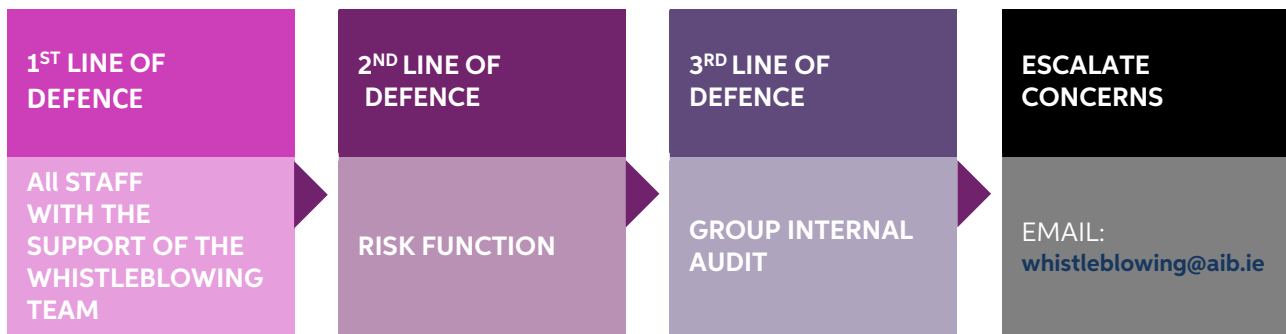 1ST LINE OF
DEFENCE
All STAFF
WITH THE
SUPPORT OF THE
WHISTLEBLOWING
TEAM
2ND LINE OF
DEFENCE
RISK FUNCTION
3RD LINE OF
DEFENCE
GROUP INTERNAL
AUDIT
ESCALATE
CONCERNS
EMAIL:
whistleblowing@aib.ie